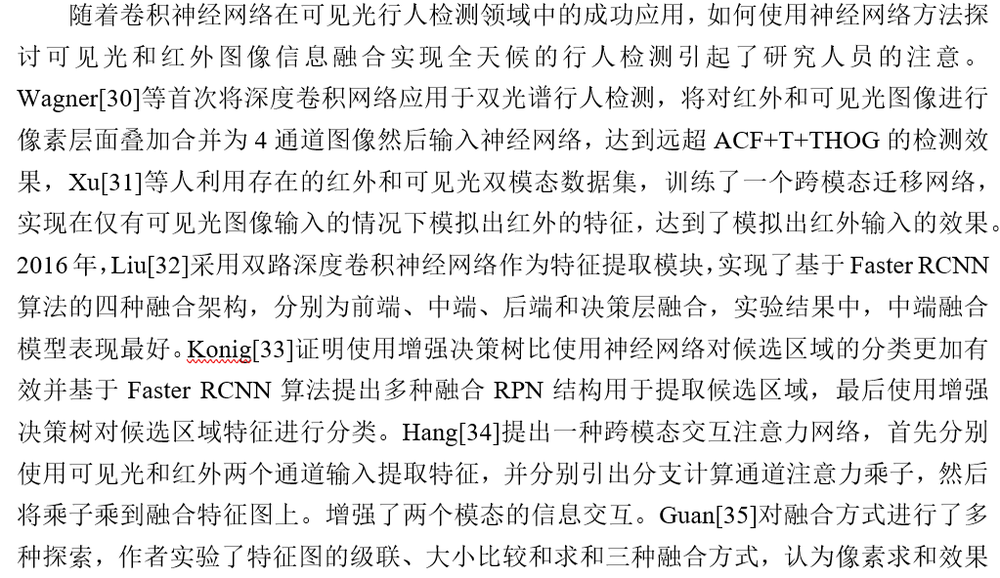 随着卷积神经网络在可见光行人检测领域中的成功应用，如何使用神经网络方法探
讨可见光和红外图像信息融合实现全天候的行人检测引起了研究人员的注意。
Wagner[30]等首次将深度卷积网络应用于双光谱行人检测，将对红外和可见光图像进行
像素层面叠加合并为 4 通道图像然后输入神经网络，达到远超 ACF+T+THOG 的检测效
果，Xu[31]等人利用存在的红外和可见光双模态数据集，训练了一个跨模态迁移网络，
实现在仅有可见光图像输入的情况下模拟出红外的特征，达到了模拟出红外输入的效果。
2016 年，Liu[32]采用双路深度卷积神经网络作为特征提取模块，实现了基于 Faster RCNN
算法的四种融合架构，分别为前端、中端、后端和决策层融合，实验结果中，中端融合
模型表现最好。Konig[33]证明使用增强决策树比使用神经网络对候选区域的分类更加有
效并基于 Faster RCNN 算法提出多种融合 RPN 结构用于提取候选区域，最后使用增强
决策树对候选区域特征进行分类。Hang[34]提出一种跨模态交互注意力网络，首先分别
使用可见光和红外两个通道输入提取特征，并分别引出分支计算通道注意力乘子，然后
将乘子乘到融合特征图上。增强了两个模态的信息交互。Guan[35]对融合方式进行了多
种探索，作者实验了特征图的级联、大小比较和求和三种融合方式，认为像素求和效果